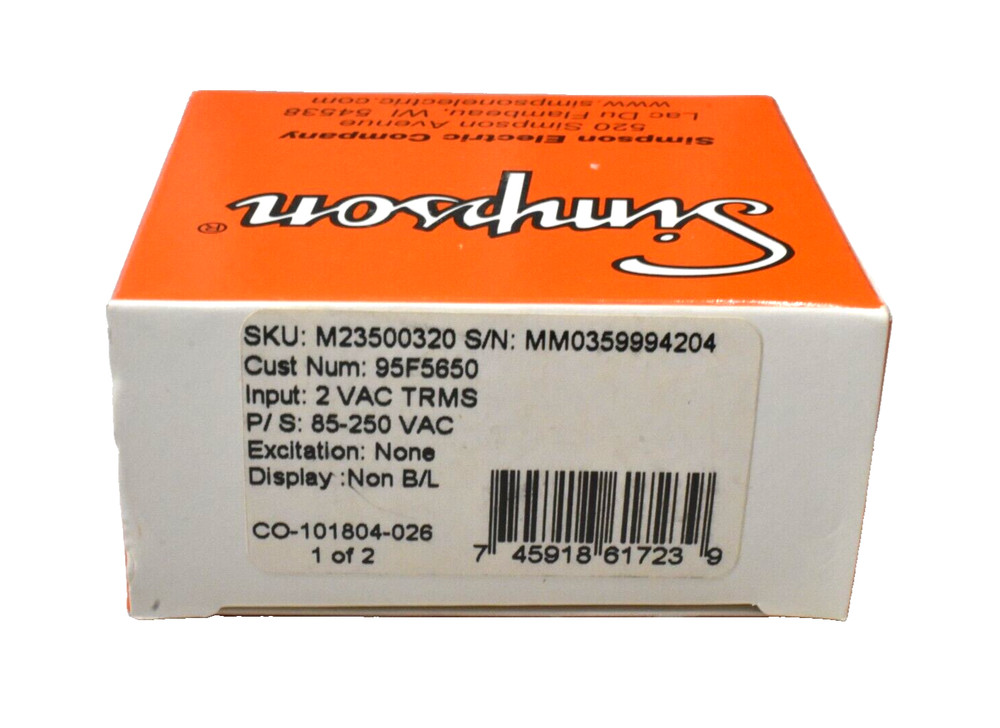 Simpson®
Simpson Electric Company
520 Simpson Avenue
Lac Du Flambeau, WI 54538
www.simpsonelectric.com
SKU: M23500320 S/N: MM0359994204
Cust Num: 95F5650
Input: 2 VAC TRMS
P/ S: 85-250 VAC
Excitation: None
Display :Non B/L
CO-101804-026
1 of 2
7 45918 61723 9